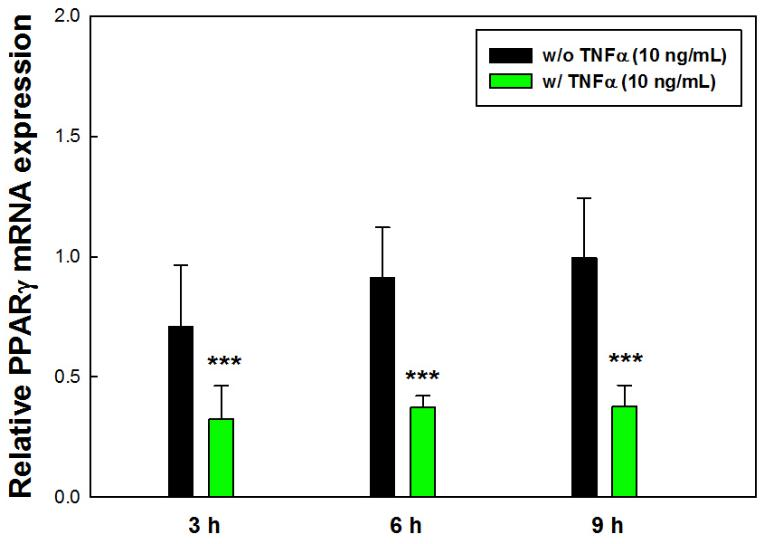 2.0
1.5
1.0
0.5
0.0
Relative PPARγ mRNA expression
w/o TNFα (10 ng/mL)
w/ TNFα (10 ng/mL)
***
***
***
3 h
6 h
9 h